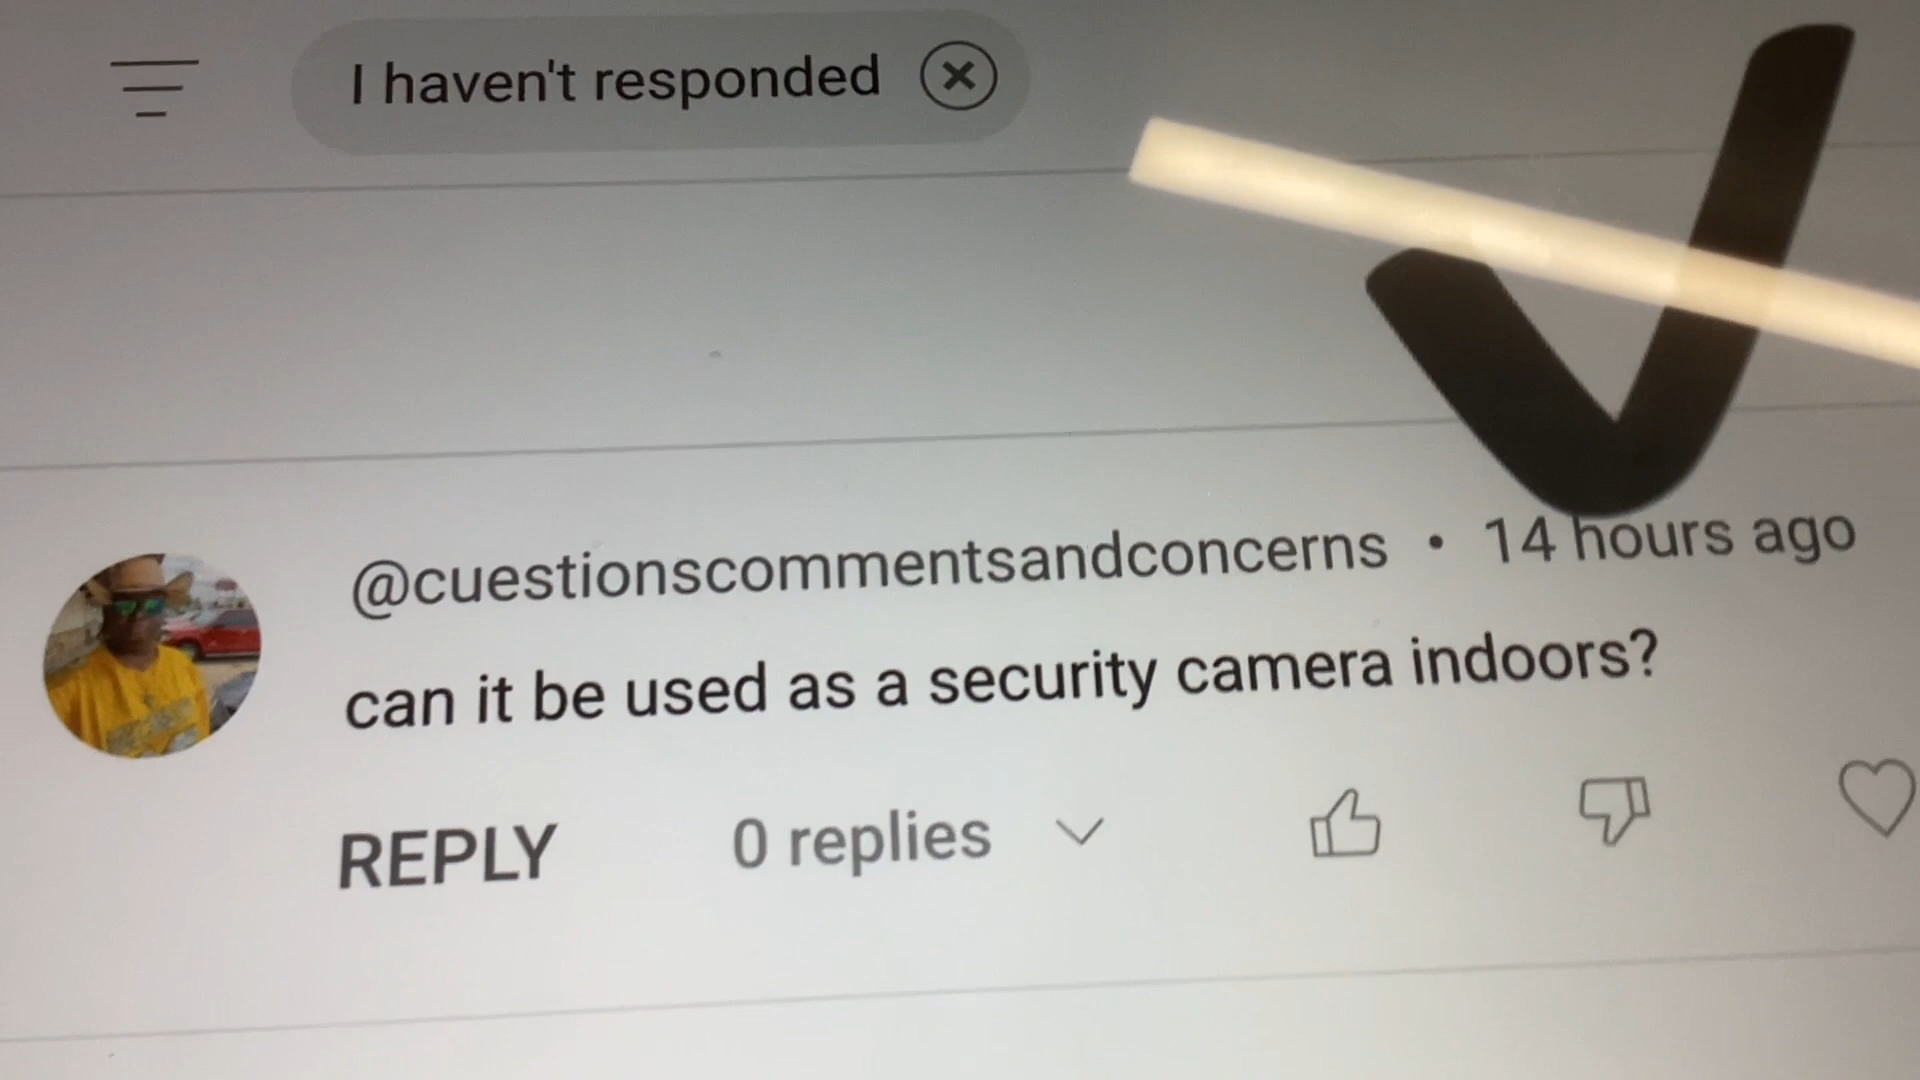 I haven't responded
@cuestionscommentsandconcerns • 14 hours ago
can it be used as a security camera indoors?
REPLY 0 replies